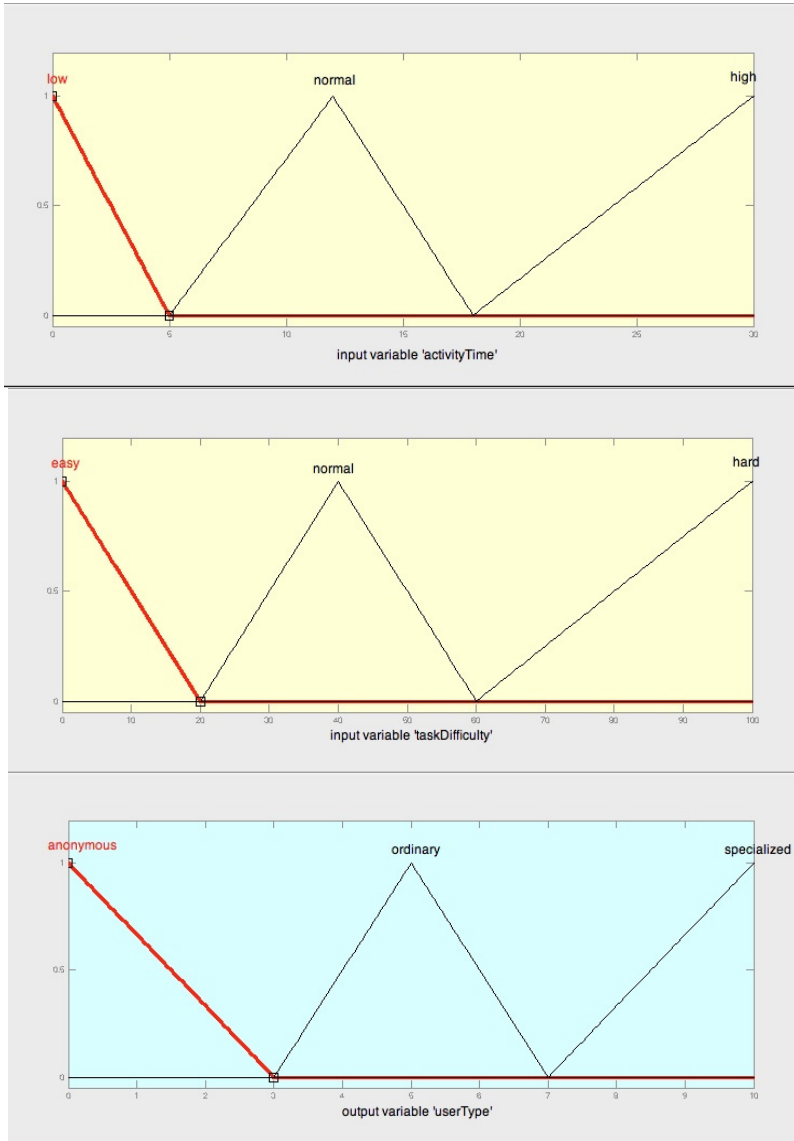 low normal high
1
0.5
0
0 5 10 15 20 25 30
input variable 'activityTime'
easy normal hard
1
0.5
0
0 10 20 30 40 50 60 70 80 90 100
input variable 'taskDifficulty'
anonymous ordinary specialized
1
0.5
0
0 1 2 3 4 5 6 7 8 9 10
output variable 'userType'